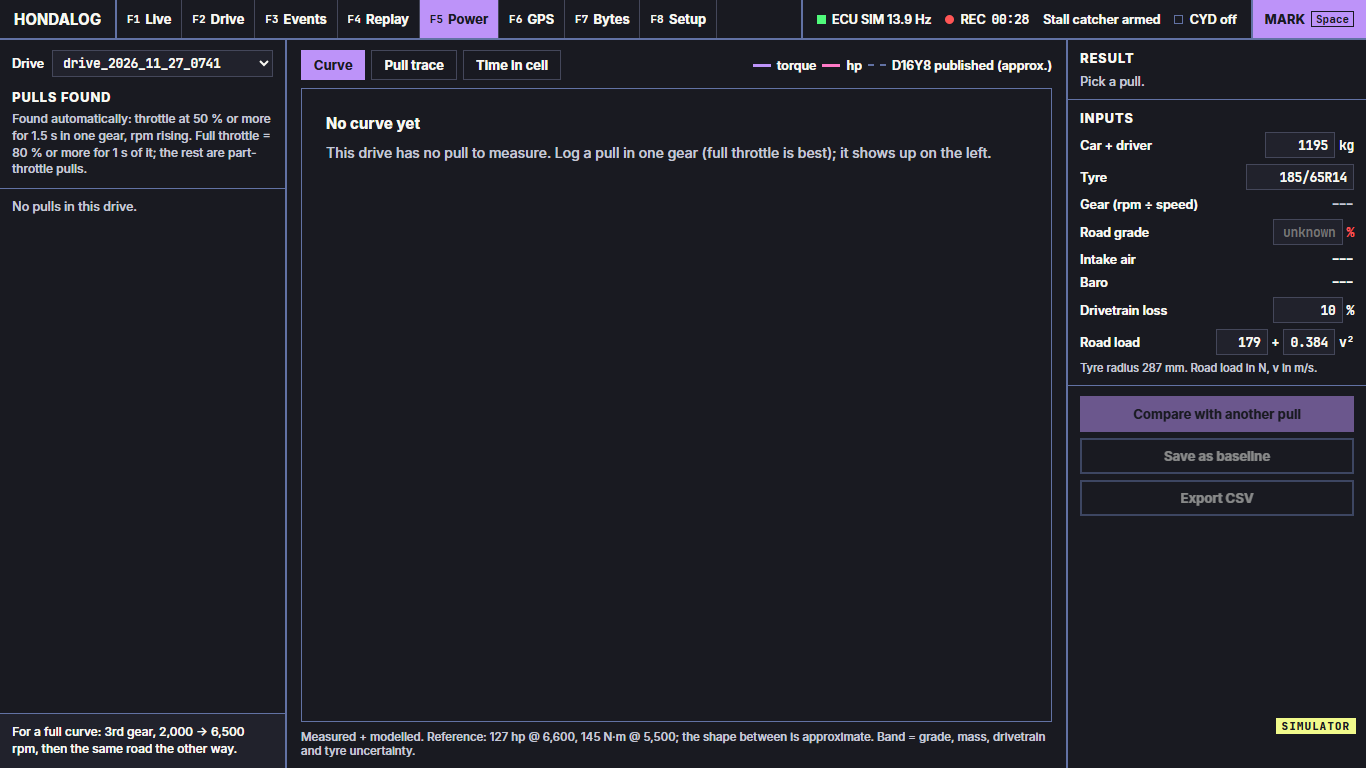 HONDALOG
F1 Live
F2 Drive
F3 Events
F4 Replay
F5 Power
F6 GPS
F7 Bytes
F8 Setup
ECU SIM 13.9 Hz
REC 00:28
Stall catcher armed
CYD off
MARK Space
Drive drive_2026_11_27_0741
PULLS FOUND
Found automatically: throttle at 50 % or more
for 1.5 s in one gear, rpm rising. Full throttle =
80 % or more for 1 s of it; the rest are part-
throttle pulls.
No pulls in this drive.
For a full curve: 3rd gear, 2,000 → 6,500
rpm, then the same road the other way.
Curve
Pull trace
Time in cell
torque hp D16Y8 published (approx.)
No curve yet
This drive has no pull to measure. Log a pull in one gear (full throttle is best); it shows up on the left.
Measured + modelled. Reference: 127 hp @ 6,600, 145 N·m @ 5,500; the shape between is approximate. Band = grade, mass, drivetrain
and tyre uncertainty.
RESULT
Pick a pull.
INPUTS
Car + driver 1195 kg
Tyre 185/65R14
Gear (rpm ÷ speed) ---
Road grade unknown %
Intake air ---
Baro ---
Drivetrain loss 10 %
Road load 179 + 0.384 v²
Tyre radius 287 mm. Road load in N, v in m/s.
Compare with another pull
Save as baseline
Export CSV
SIMULATOR